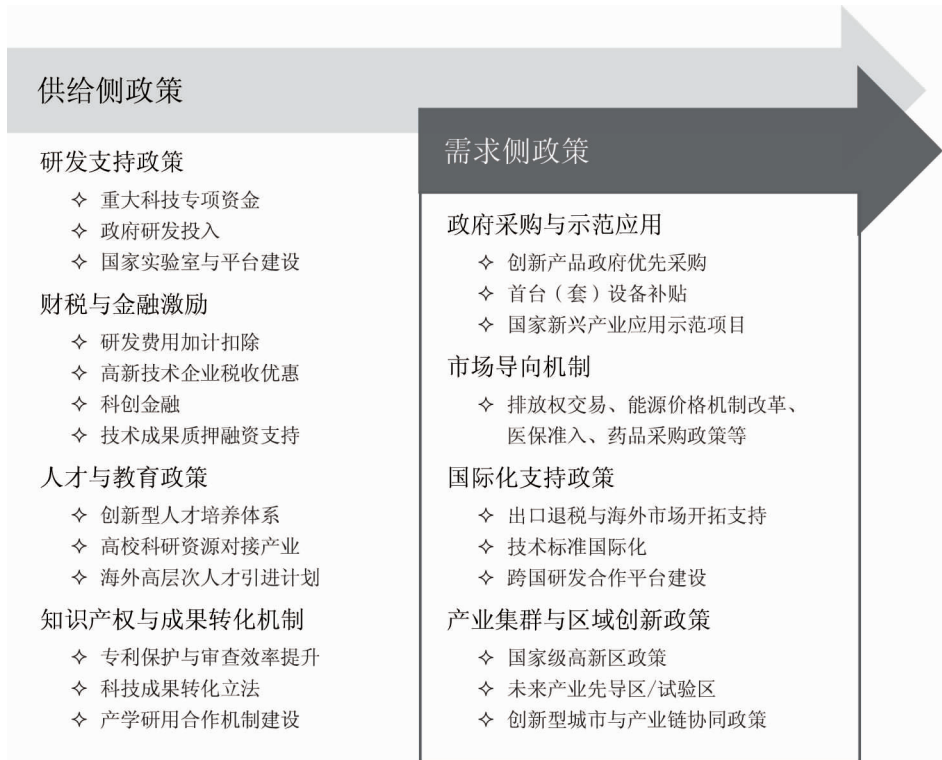 供给侧政策
研发支持政策
✧ 重大科技专项资金
✧ 政府研发投入
✧ 国家实验室与平台建设
财税与金融激励
✧ 研发费用加计扣除
✧ 高新技术企业税收优惠
✧ 科创金融
✧ 技术成果质押融资支持
人才与教育政策
✧ 创新型人才培养体系
✧ 高校科研资源对接产业
✧ 海外高层次人才引进计划
知识产权与成果转化机制
✧ 专利保护与审查效率提升
✧ 科技成果转化立法
✧ 产学研用合作机制建设
需求侧政策
政府采购与示范应用
✧ 创新产品政府优先采购
✧ 首台（套）设备补贴
✧ 国家新兴产业应用示范项目
市场导向机制
✧ 排放权交易、能源价格机制改革、
医保准入、药品采购政策等
国际化支持政策
✧ 出口退税与海外市场开拓支持
✧ 技术标准国际化
✧ 跨国研发合作平台建设
产业集群与区域创新政策
✧ 国家级高新区政策
✧ 未来产业先导区/试验区
✧ 创新型城市与产业链协同政策